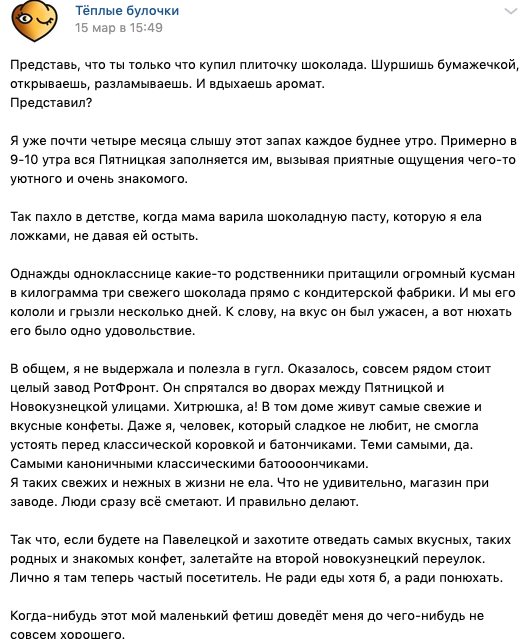 Тёплые булочки
15 мар в 15:49
Представь, что ты только что купил плиточку шоколада. Шуршишь бумажечкой,
открываешь, разламываешь. И вдыхаешь аромат.
Представил?
Я уже почти четыре месяца слышу этот запах каждое буднее утро. Примерно в
9-10 утра вся Пятницкая заполняется им, вызывая приятные ощущения чего-то
уютного и очень знакомого.
Так пахло в детстве, когда мама варила шоколадную пасту, которую я ела
ложками, не давая ей остыть.
Однажды однокласснице какие-то родственники притащили огромный кусман
в килограмма три свежего шоколада прямо с кондитерской фабрики. И мы его
кололи и грызли несколько дней. К слову, на вкус он был ужасен, а вот нюхать
его было одно удовольствие.
В общем, я не выдержала и полезла в гугл. Оказалось, совсем рядом стоит
целый завод РотФронт. Он спрятался во дворах между Пятницкой и
Новокузнецкой улицами. Хитрюшка, а! В том доме живут самые свежие и
вкусные конфеты. Даже я, человек, который сладкое не любит, не смогла
устоять перед классической коровкой и батончиками. Теми самыми, да.
Самыми каноничными классическими батоооончиками.
Я таких свежих и нежных в жизни не ела. Что не удивительно, магазин при
заводе. Люди сразу всё сметают. И правильно делают.
Так что, если будете на Павелецкой и захотите отведать самых вкусных, таких
родных и знакомых конфет, залетайте на второй новокузнецкий переулок.
Лично я там теперь частый посетитель. Не ради еды хотя б, а ради понюхать.
Когда-нибудь этот мой маленький фетиш доведёт меня до чего-нибудь не
совсем хорошего.